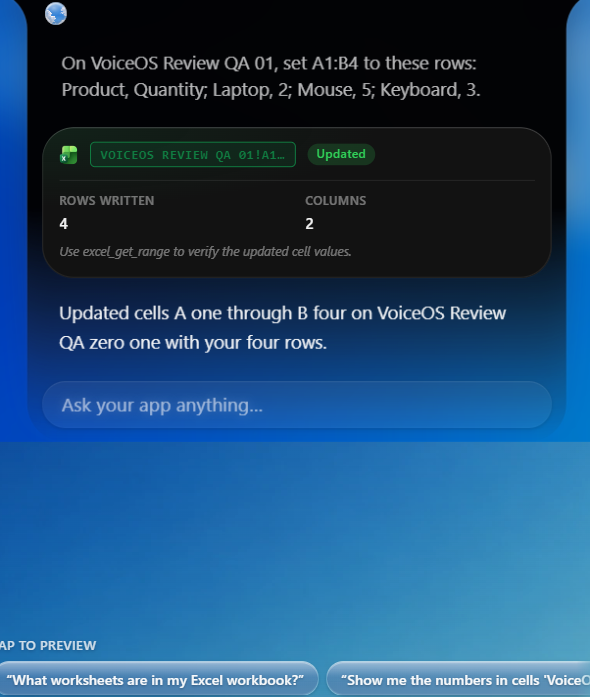 On VoiceOS Review QA 01, set A1:B4 to these rows:
Product, Quantity; Laptop, 2; Mouse, 5; Keyboard, 3.
VOICEOS REVIEW QA 01!A1… Updated
ROWS WRITTEN COLUMNS
4 2
Use excel_get_range to verify the updated cell values.
Updated cells A one through B four on VoiceOS Review
QA zero one with your four rows.
Ask your app anything...
AP TO PREVIEW
“What worksheets are in my Excel workbook?” “Show me the numbers in cells 'VoiceO